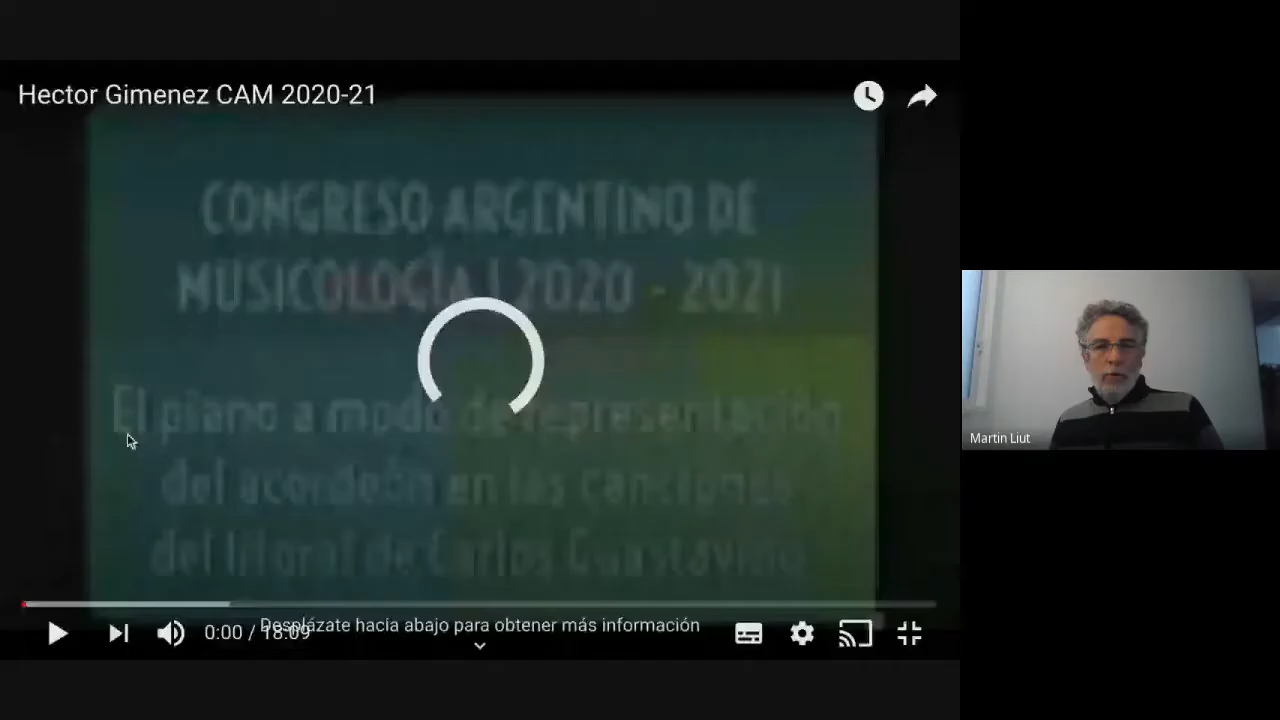 Hector Gimenez CAM 2020-21
CONGRESO ARGENTINO DE
MUSICOLOGÍA | 2020 - 2021
El piano a modo de representación
del acordeón en las canciones
del litoral de Carlos Guastavino
Desplázate hacia abajo para obtener más información
0:00 / 18:09
Martin Liut